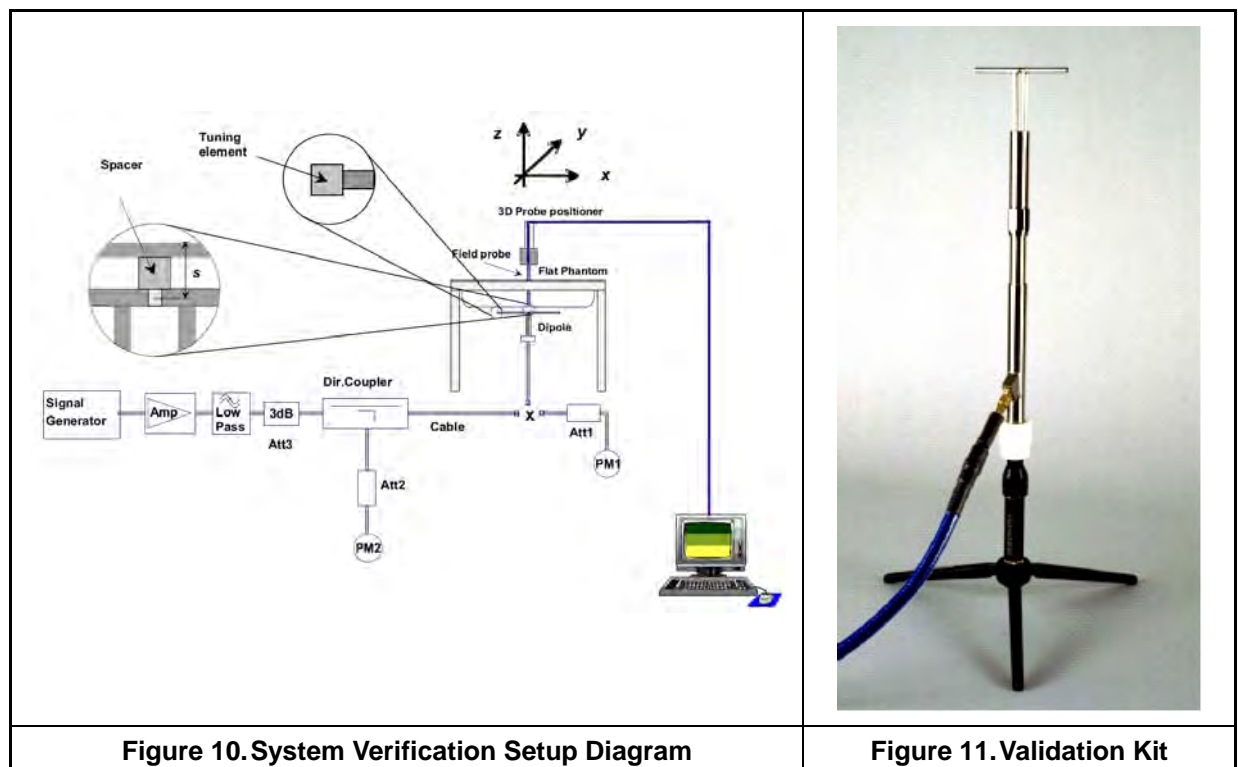 Tuning
element
Spacer
s
z
y
x
3D Probe positioner
Field probe
Flat Phantom
Dipole
Dir.Coupler
Signal
Generator
Amp
Low
Pass
3dB
Att3
Cable
X
Att1
PM1
Att2
PM2
Figure 10.System Verification Setup Diagram
Figure 11.Validation Kit